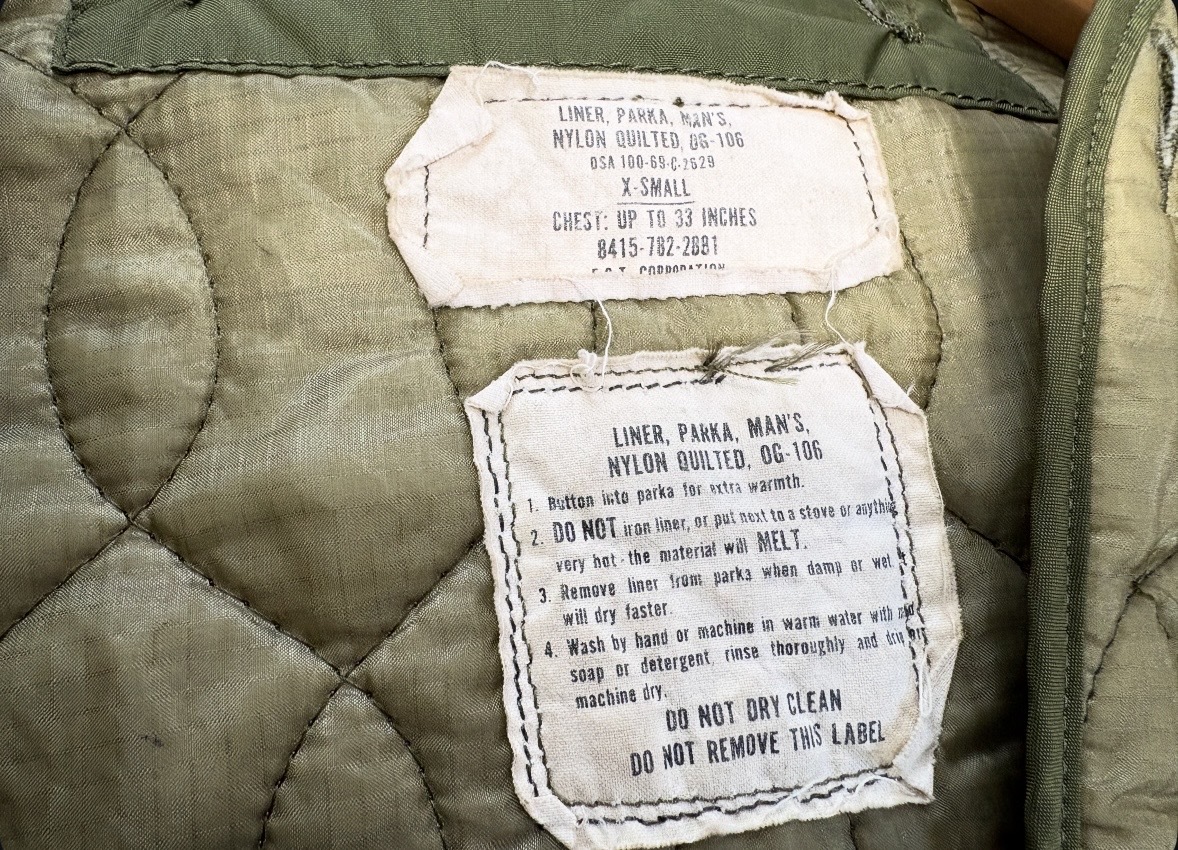 LINER, PARKA, MAN'S,
NYLON QUILTED, OG-106
DSA 100-69-C-2529
X-SMALL
CHEST: UP TO 33 INCHES
8415-782-2881
CORPORATION
LINER, PARKA, MAN'S,
NYLON QUILTED, OG-106
1. Button into parka for extra warmth.
2. DO NOT iron liner, or put next to a stove or anything
very hot - the material will MELT.
3. Remove liner from parka when damp or wet
will dry faster.
4. Wash by hand or machine in warm water with
soap or detergent, rinse thoroughly and
machine dry.
DO NOT DRY CLEAN
DO NOT REMOVE THIS LABEL